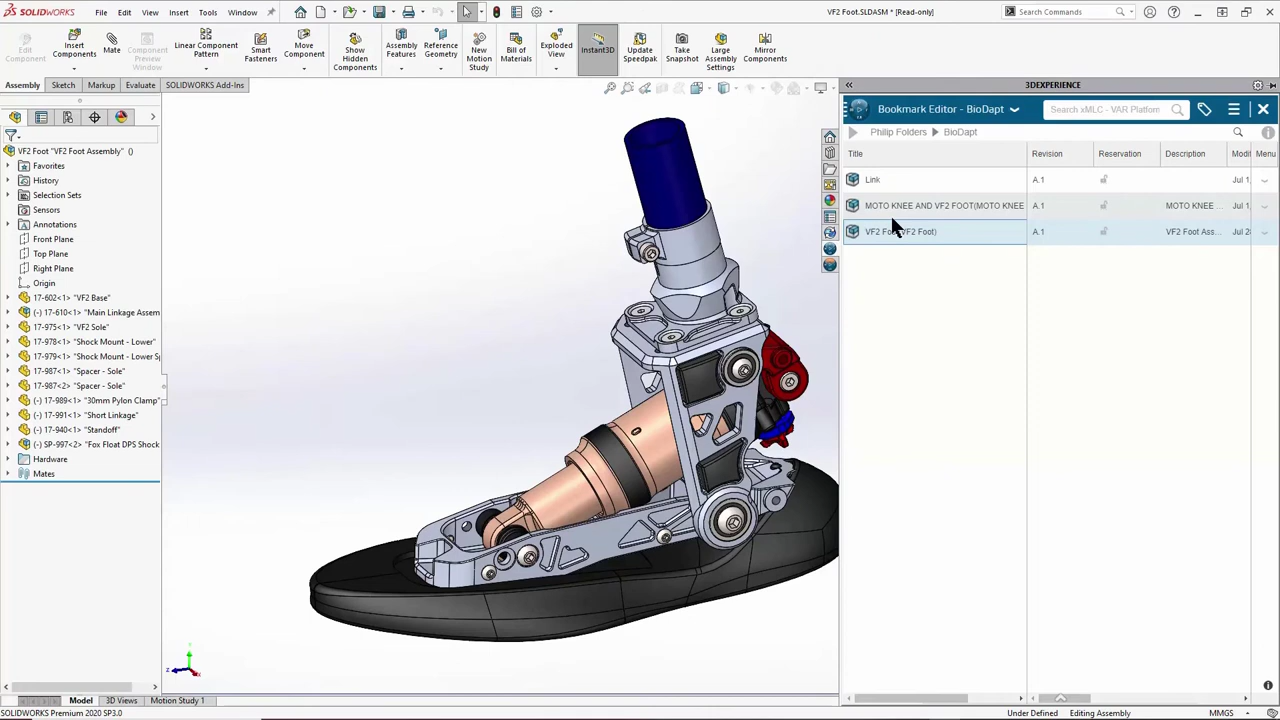 SOLIDWORKS File Edit View Insert Tools Window VF2 Foot.SLDASM * [Read-only] Search Commands
Edit Component
Insert Components
Mate
Component Preview Window
Linear Component Pattern
Smart Fasteners
Move Component
Show Hidden Components
Assembly Features
Reference Geometry
New Motion Study
Bill of Materials
Exploded View
Instant3D
Update Speedpak
Take Snapshot
Large Assembly Settings
Mirror Components
Assembly Sketch Markup Evaluate SOLIDWORKS Add-Ins
3DEXPERIENCE
Bookmark Editor - BioDapt Search xMLC - VAR Platform
Philip Folders BioDapt
Title Revision Reservation Description Modi Menu
Link A.1 Jul 1,
MOTO KNEE AND VF2 FOOT(MOTO KNEE A.1 MOTO KNEE ... Jul 1,
VF2 Fo F2 Foot) A.1 VF2 Foot Ass... Jul 2
VF2 Foot "VF2 Foot Assembly" ()
Favorites
History
Selection Sets
Sensors
Annotations
Front Plane
Top Plane
Right Plane
Origin
17-602<1> "VF2 Base"
(-) 17-610<1> "Main Linkage Assem
17-975<1> "VF2 Sole"
17-978<1> "Shock Mount - Lower"
17-979<1> "Shock Mount - Lower Sp
17-987<1> "Spacer - Sole"
17-987<2> "Spacer - Sole"
(-) 17-989<1> "30mm Pylon Clamp"
(-) 17-991<1> "Short Linkage"
(-) 17-940<1> "Standoff"
(-) SP-997<2> "Fox Float DPS Shock
Hardware
Mates
Model 3D Views Motion Study 1
SOLIDWORKS Premium 2020 SP3.0 Under Defined Editing Assembly MMGS